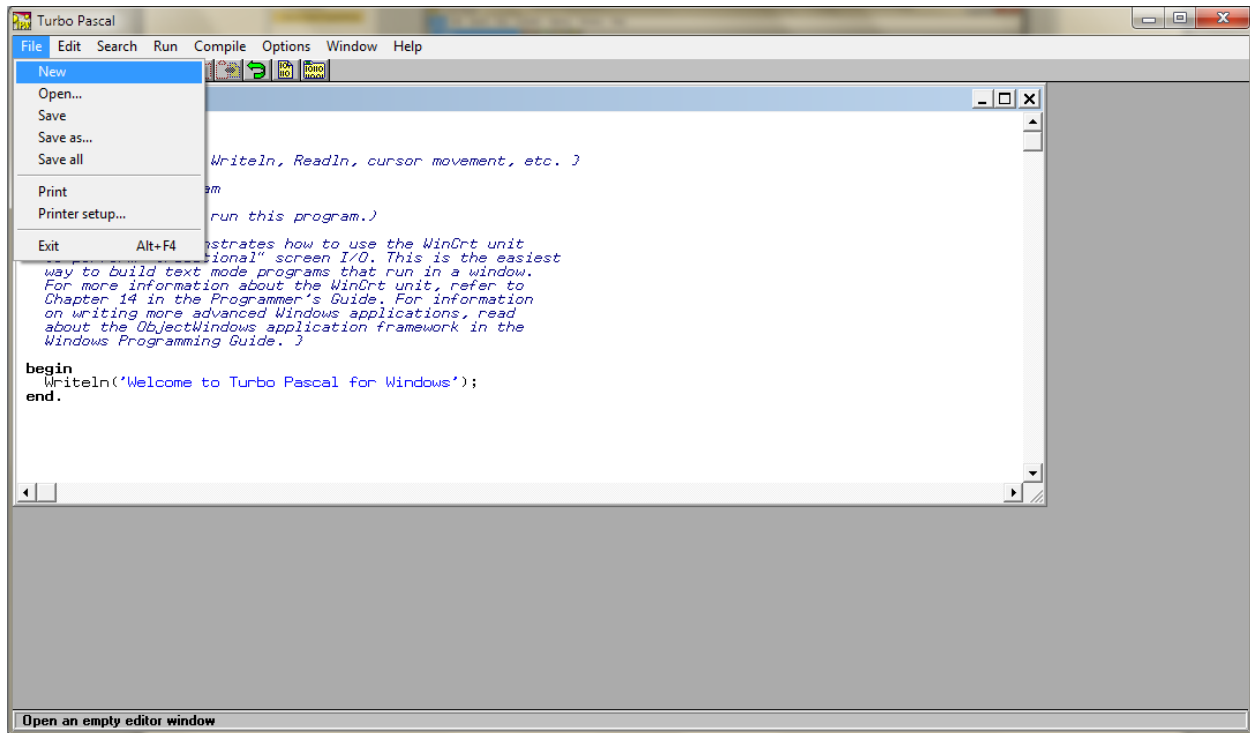 Turbo Pascal
File Edit Search Run Compile Options Window Help
New
Open...
Save
Save as...
Save all
Print
Printer setup...
Exit Alt+F4
Writeln, Readln, cursor movement, etc. }
run this program.)
how to use the WinCrt unit
screen I/O. This is the easiest
way to build text mode programs that run in a window.
For more information about the WinCrt unit, refer to
Chapter 14 in the Programmer's Guide. For information
on writing more advanced Windows applications, read
about the ObjectWindows application framework in the
Windows Programming Guide. }
begin
Writeln('Welcome to Turbo Pascal for Windows');
end.
Open an empty editor window